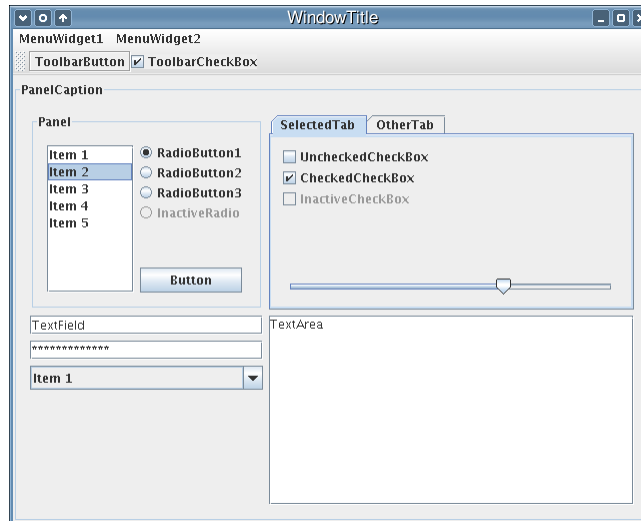 WindowTitle
MenuWidget1 MenuWidget2
ToolbarButton ToolbarCheckBox
PanelCaption
Panel
Item 1
Item 2
Item 3
Item 4
Item 5
RadioButton1
RadioButton2
RadioButton3
InactiveRadio
Button
SelectedTab OtherTab
UncheckedCheckBox
CheckedCheckBox
InactiveCheckBox
TextField
*************
Item 1
TextArea